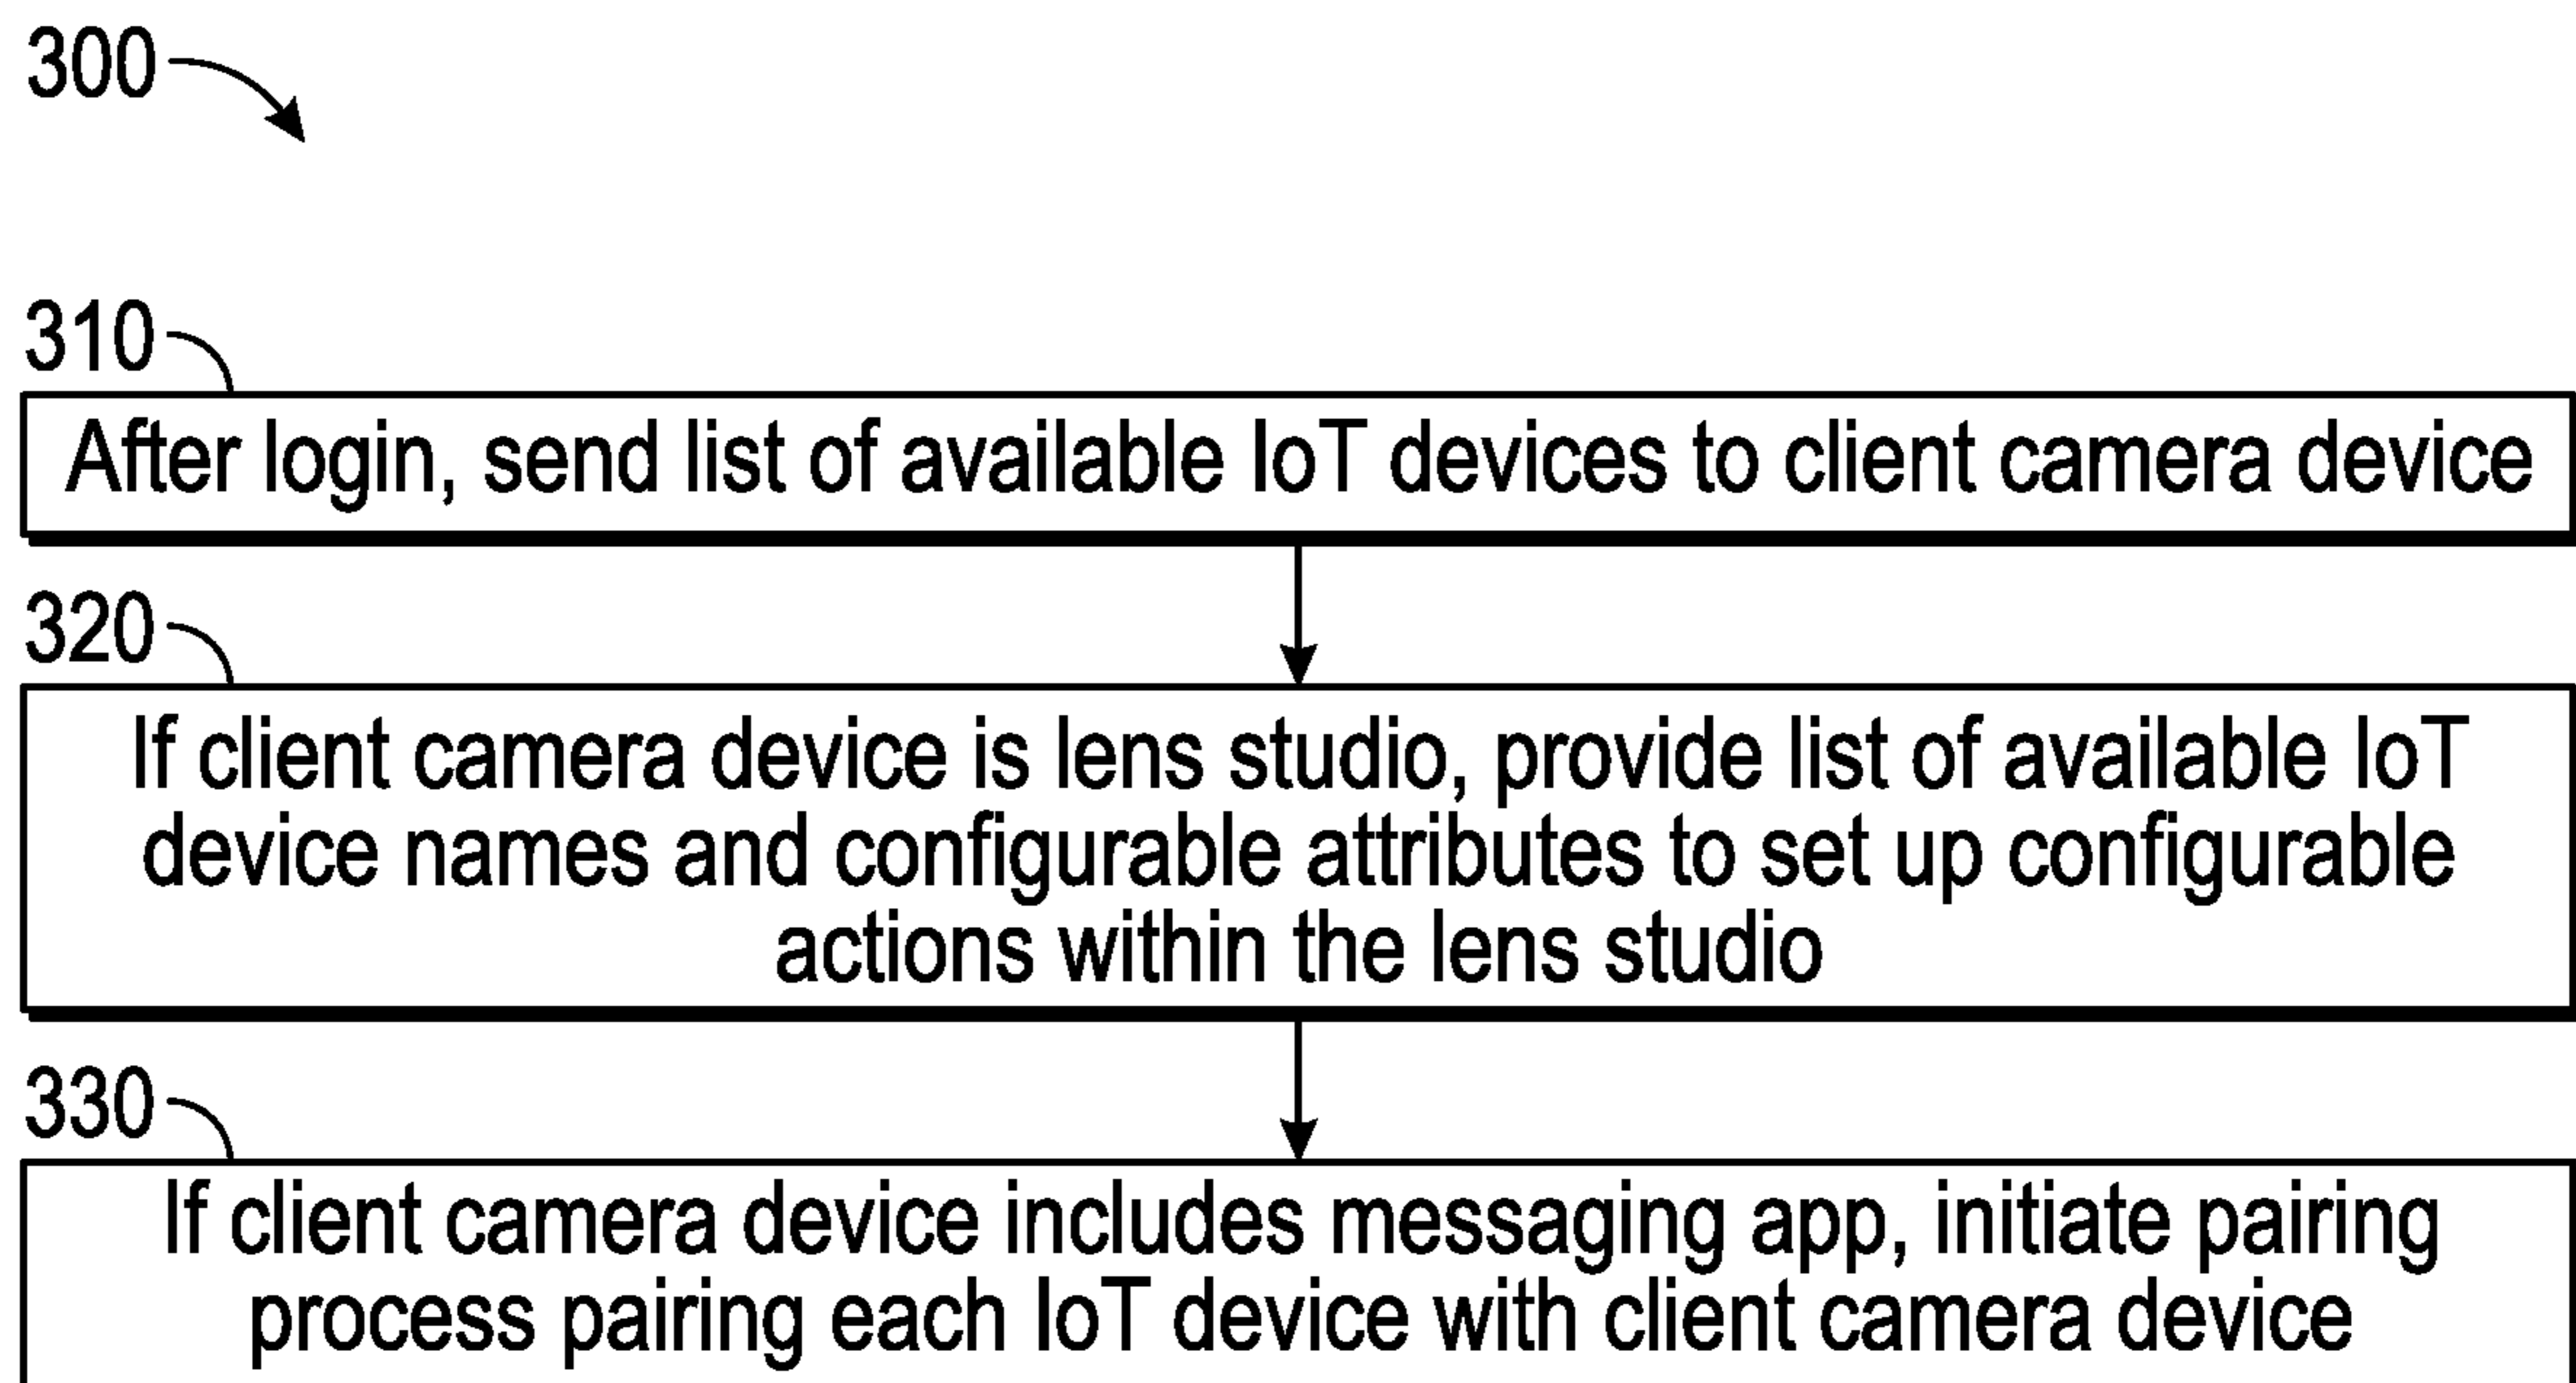 300
310
After login, send list of available IoT devices to client camera device
320
If client camera device is lens studio, provide list of available IoT
device names and configurable attributes to set up configurable
actions within the lens studio
330
If client camera device includes messaging app, initiate pairing
process pairing each IoT device with client camera device